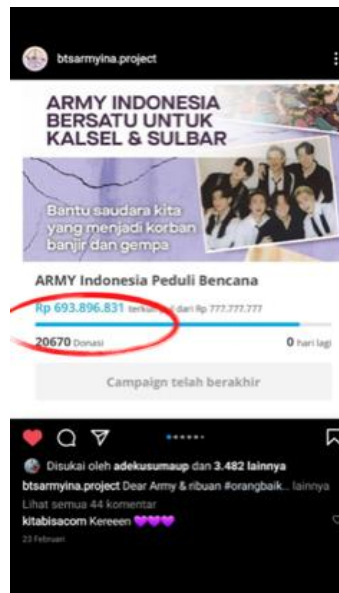 btsarmyina.project
ARMY INDONESIA
BERSATU UNTUK
KALSEL & SULBAR
Bantu saudara kita
yang menjadi korban
banjir dan gempa
ARMY Indonesia Peduli Bencana
Rp 693.896.831 terkumpul dari Rp 777.777.777
20670 Donasi
0 hari lagi
Campaign telah berakhir
Disukai oleh adekusumaup dan 3.482 lainnya
btsarmyina.project Dear Army & ribuan #orangbaik... lainnya
Lihat semua 44 komentar
kitabisacom Kereeen 💜💜💜
23 Februari